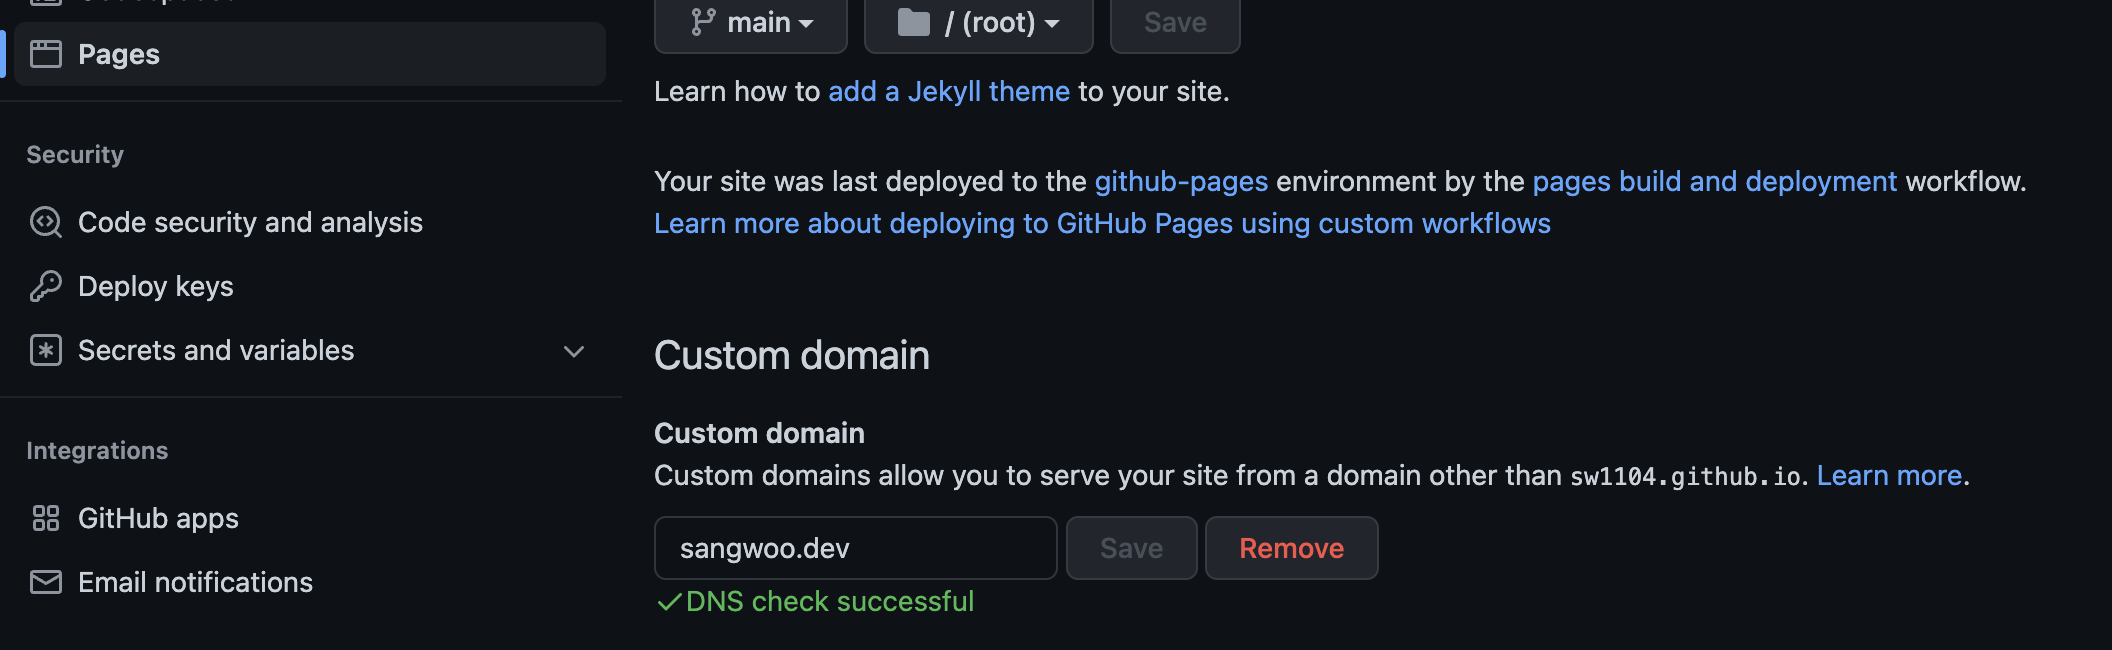 Pages
Security
Code security and analysis
Deploy keys
Secrets and variables
Integrations
GitHub apps
Email notifications
main
/ (root)
Save
Learn how to add a Jekyll theme to your site.
Your site was last deployed to the github-pages environment by the pages build and deployment workflow.
Learn more about deploying to GitHub Pages using custom workflows
Custom domain
Custom domain
Custom domains allow you to serve your site from a domain other than sw1104.github.io. Learn more.
sangwoo.dev
Save
Remove
DNS check successful